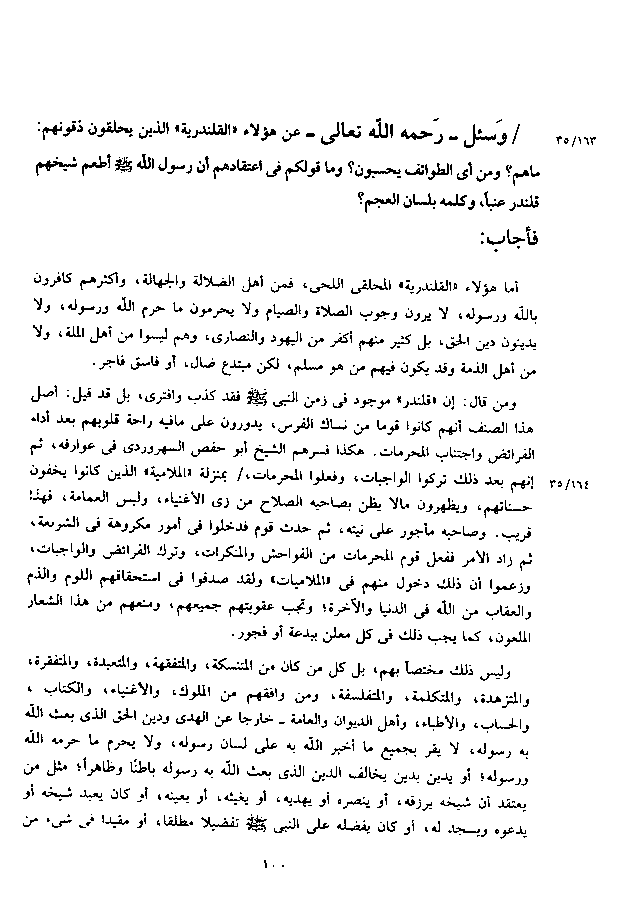 ٣٥/١٦٣ / وَسئل ـ رَحمه اللّه تعالى ـ عن هؤلاء «القلندرية» الذين يحلقون ذقونهم:
ماهم؟ ومن أى الطوائف يحسبون؟ وما قولكم فى اعتقادهم أن رسول اللّه ﷺ أطعم شيخهم
قلندر عنباً، وكلمه بلسان العجم؟
فأجاب:
أما هؤلاء «القلندرية» المحلقى اللحى، فمن أهل الضلالة والجهالة، وأكثرهم كافرون
باللّه ورسوله، لا يرون وجوب الصلاة والصيام ولا يحرمون ما حرم اللّه ورسوله، ولا
يدينون دين الحق، بل كثير منهم أكفر من اليهود والنصارى، وهم ليسوا من أهل الملة، ولا
من أهل الذمة وقد يكون فيهم من هو مسلم، لكن مبتدع ضال، أو فاسق فاجر.
ومن قال: إن «قلندر» موجود فى زمن النبى ﷺ فقد كذب وافترى، بل قد قيل: أصل
هذا الصنف أنهم كانوا قوما من نساك الفرس، يدورون على مافيه راحة قلوبهم بعد أداء
الفرائض واجتناب المحرمات. هكذا فسرهم الشيخ أبو حفص السهروردى فى عوارفه، ثم
٣٥/١٦٤ إنهم بعد ذلك تركوا الواجبات، وفعلوا المحرمات،/ بمنزلة «الملامية» الذين كانوا يخفون
حسناتهم، ويظهرون مالا يظن بصاحبه الصلاح من زى الأغنياء، ولبس العمامة، فهذا
قريب. وصاحبه مأجور على نيته، ثم حدث قوم فدخلوا فى أمور مكروهة فى الشريعة،
ثم زاد الأمر ففعل قوم المحرمات من الفواحش والمنكرات، وترك الفرائض والواجبات،
وزعموا أن ذلك دخول منهم فى «الملاميات» ولقد صدقوا فى استحقاقهم اللوم والذم
والعقاب من اللّه فى الدنيا والآخرة؛ وتجب عقوبتهم جميعهم، ومنعهم من هذا الشعار
الملعون، كما يجب ذلك فى كل معلن ببدعة أو فجور.
وليس ذلك مختصاً بهم، بل كل من كان من المتنسكة، والمتفقهة، والمتعبدة، والمتفقرة،
والمتزهدة، والمتكلمة، والمتفلسفة، ومن وافقهم من الملوك، والأغنياء، والكتاب ،
والحساب، والأطباء، وأهل الديوان والعامة ـ خارجا عن الهدى ودين الحق الذى بعث اللّه
به رسوله، لا يقر بجميع ما أخبر اللّه به على لسان رسوله، ولا يحرم ما حرمه اللّه
ورسوله؛ أو يدين بدين يخالف الدين الذى بعث اللّه به رسوله باطنًا وظاهراً؛ مثل من
يعتقد أن شيخه يرزقه، أو ينصره أو يهديه، أو يغيثه، أو يعينه، أو كان يعبد شيخه أو
يدعوه ويسجد له، أو كان يفضله على النبى ﷺ تفضيلا مطلقا، أو مقيدا فى شىء من
١٠٠